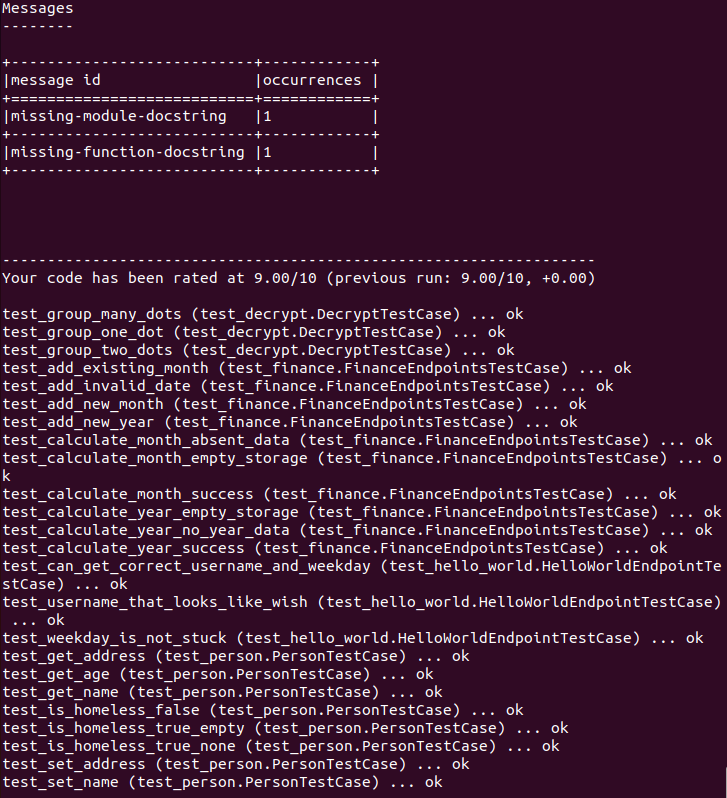 Messages
--------
+---------------------------+------------+
|message id                 |occurrences |
+===========================+============+
|missing-module-docstring   |1           |
+---------------------------+------------+
|missing-function-docstring |1           |
+---------------------------+------------+
------------------------------------------------------------------
Your code has been rated at 9.00/10 (previous run: 9.00/10, +0.00)
test_group_many_dots (test_decrypt.DecryptTestCase) ... ok
test_group_one_dot (test_decrypt.DecryptTestCase) ... ok
test_group_two_dots (test_decrypt.DecryptTestCase) ... ok
test_add_existing_month (test_finance.FinanceEndpointsTestCase) ... ok
test_add_invalid_date (test_finance.FinanceEndpointsTestCase) ... ok
test_add_new_month (test_finance.FinanceEndpointsTestCase) ... ok
test_add_new_year (test_finance.FinanceEndpointsTestCase) ... ok
test_calculate_month_absent_data (test_finance.FinanceEndpointsTestCase) ... ok
test_calculate_month_empty_storage (test_finance.FinanceEndpointsTestCase) ... o
k
test_calculate_month_success (test_finance.FinanceEndpointsTestCase) ... ok
test_calculate_year_empty_storage (test_finance.FinanceEndpointsTestCase) ... ok
test_calculate_year_no_year_data (test_finance.FinanceEndpointsTestCase) ... ok
test_calculate_year_success (test_finance.FinanceEndpointsTestCase) ... ok
test_can_get_correct_username_and_weekday (test_hello_world.HelloWorldEndpointTe
stCase) ... ok
test_username_that_looks_like_wish (test_hello_world.HelloWorldEndpointTestCase)
 ... ok
test_weekday_is_not_stuck (test_hello_world.HelloWorldEndpointTestCase) ... ok
test_get_address (test_person.PersonTestCase) ... ok
test_get_age (test_person.PersonTestCase) ... ok
test_get_name (test_person.PersonTestCase) ... ok
test_is_homeless_false (test_person.PersonTestCase) ... ok
test_is_homeless_true_empty (test_person.PersonTestCase) ... ok
test_is_homeless_true_none (test_person.PersonTestCase) ... ok
test_set_address (test_person.PersonTestCase) ... ok
test_set_name (test_person.PersonTestCase) ... ok